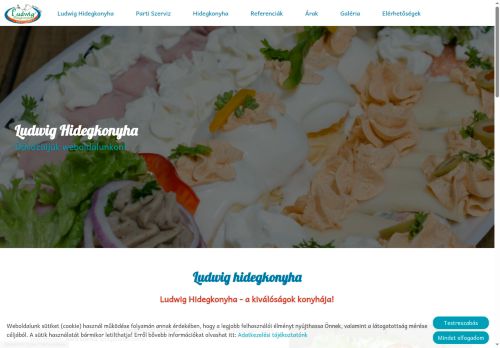 Ludwig
Ludwig Hidegkonyha Parti Szerviz Hidegkonyha Referenciák Árak Galéria Elérhetőségek
Ludwig Hidegkonyha
Üdvözöljük weboldalunkon!
Ludwig hidegkonyha
Ludwig Hidegkonyha - a kiválóságok konyhája!
Weboldalunk sütiket (cookie) használ működése folyamán annak érdekében, hogy a legjobb felhasználói élményt nyújthassa Önnek, valamint a látogatottság mérése
céljából. A sütik használatát bármikor letilthatja! Erről bővebb információkat olvashat itt: Adatkezelési tájékoztatónk
Testreszabás
Mindet elfogadom